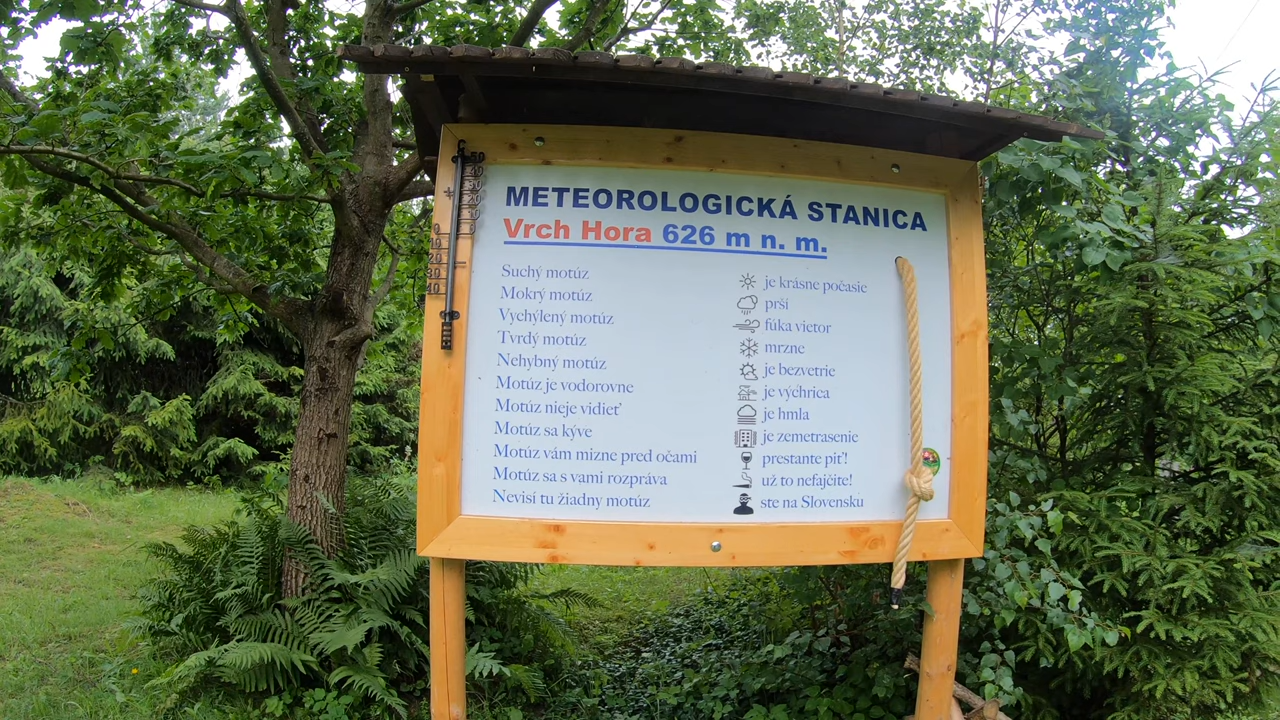 METEOROLOGICKÁ STANICA
Vrch Hora 626 m n. m.
Suchý motúz je krásne počasie
Mokrý motúz prší
Vychýlený motúz fúka vietor
Tvrdý motúz mrzne
Nehybný motúz je bezvetrie
Motúz je vodorovne je výchrica
Motúz nieje vidieť je hmla
Motúz sa kýve je zemetrasenie
Motúz vám mizne pred očami prestante piť!
Motúz sa s vami rozpráva už to nefajčite!
Nevisí tu žiadny motúz ste na Slovensku